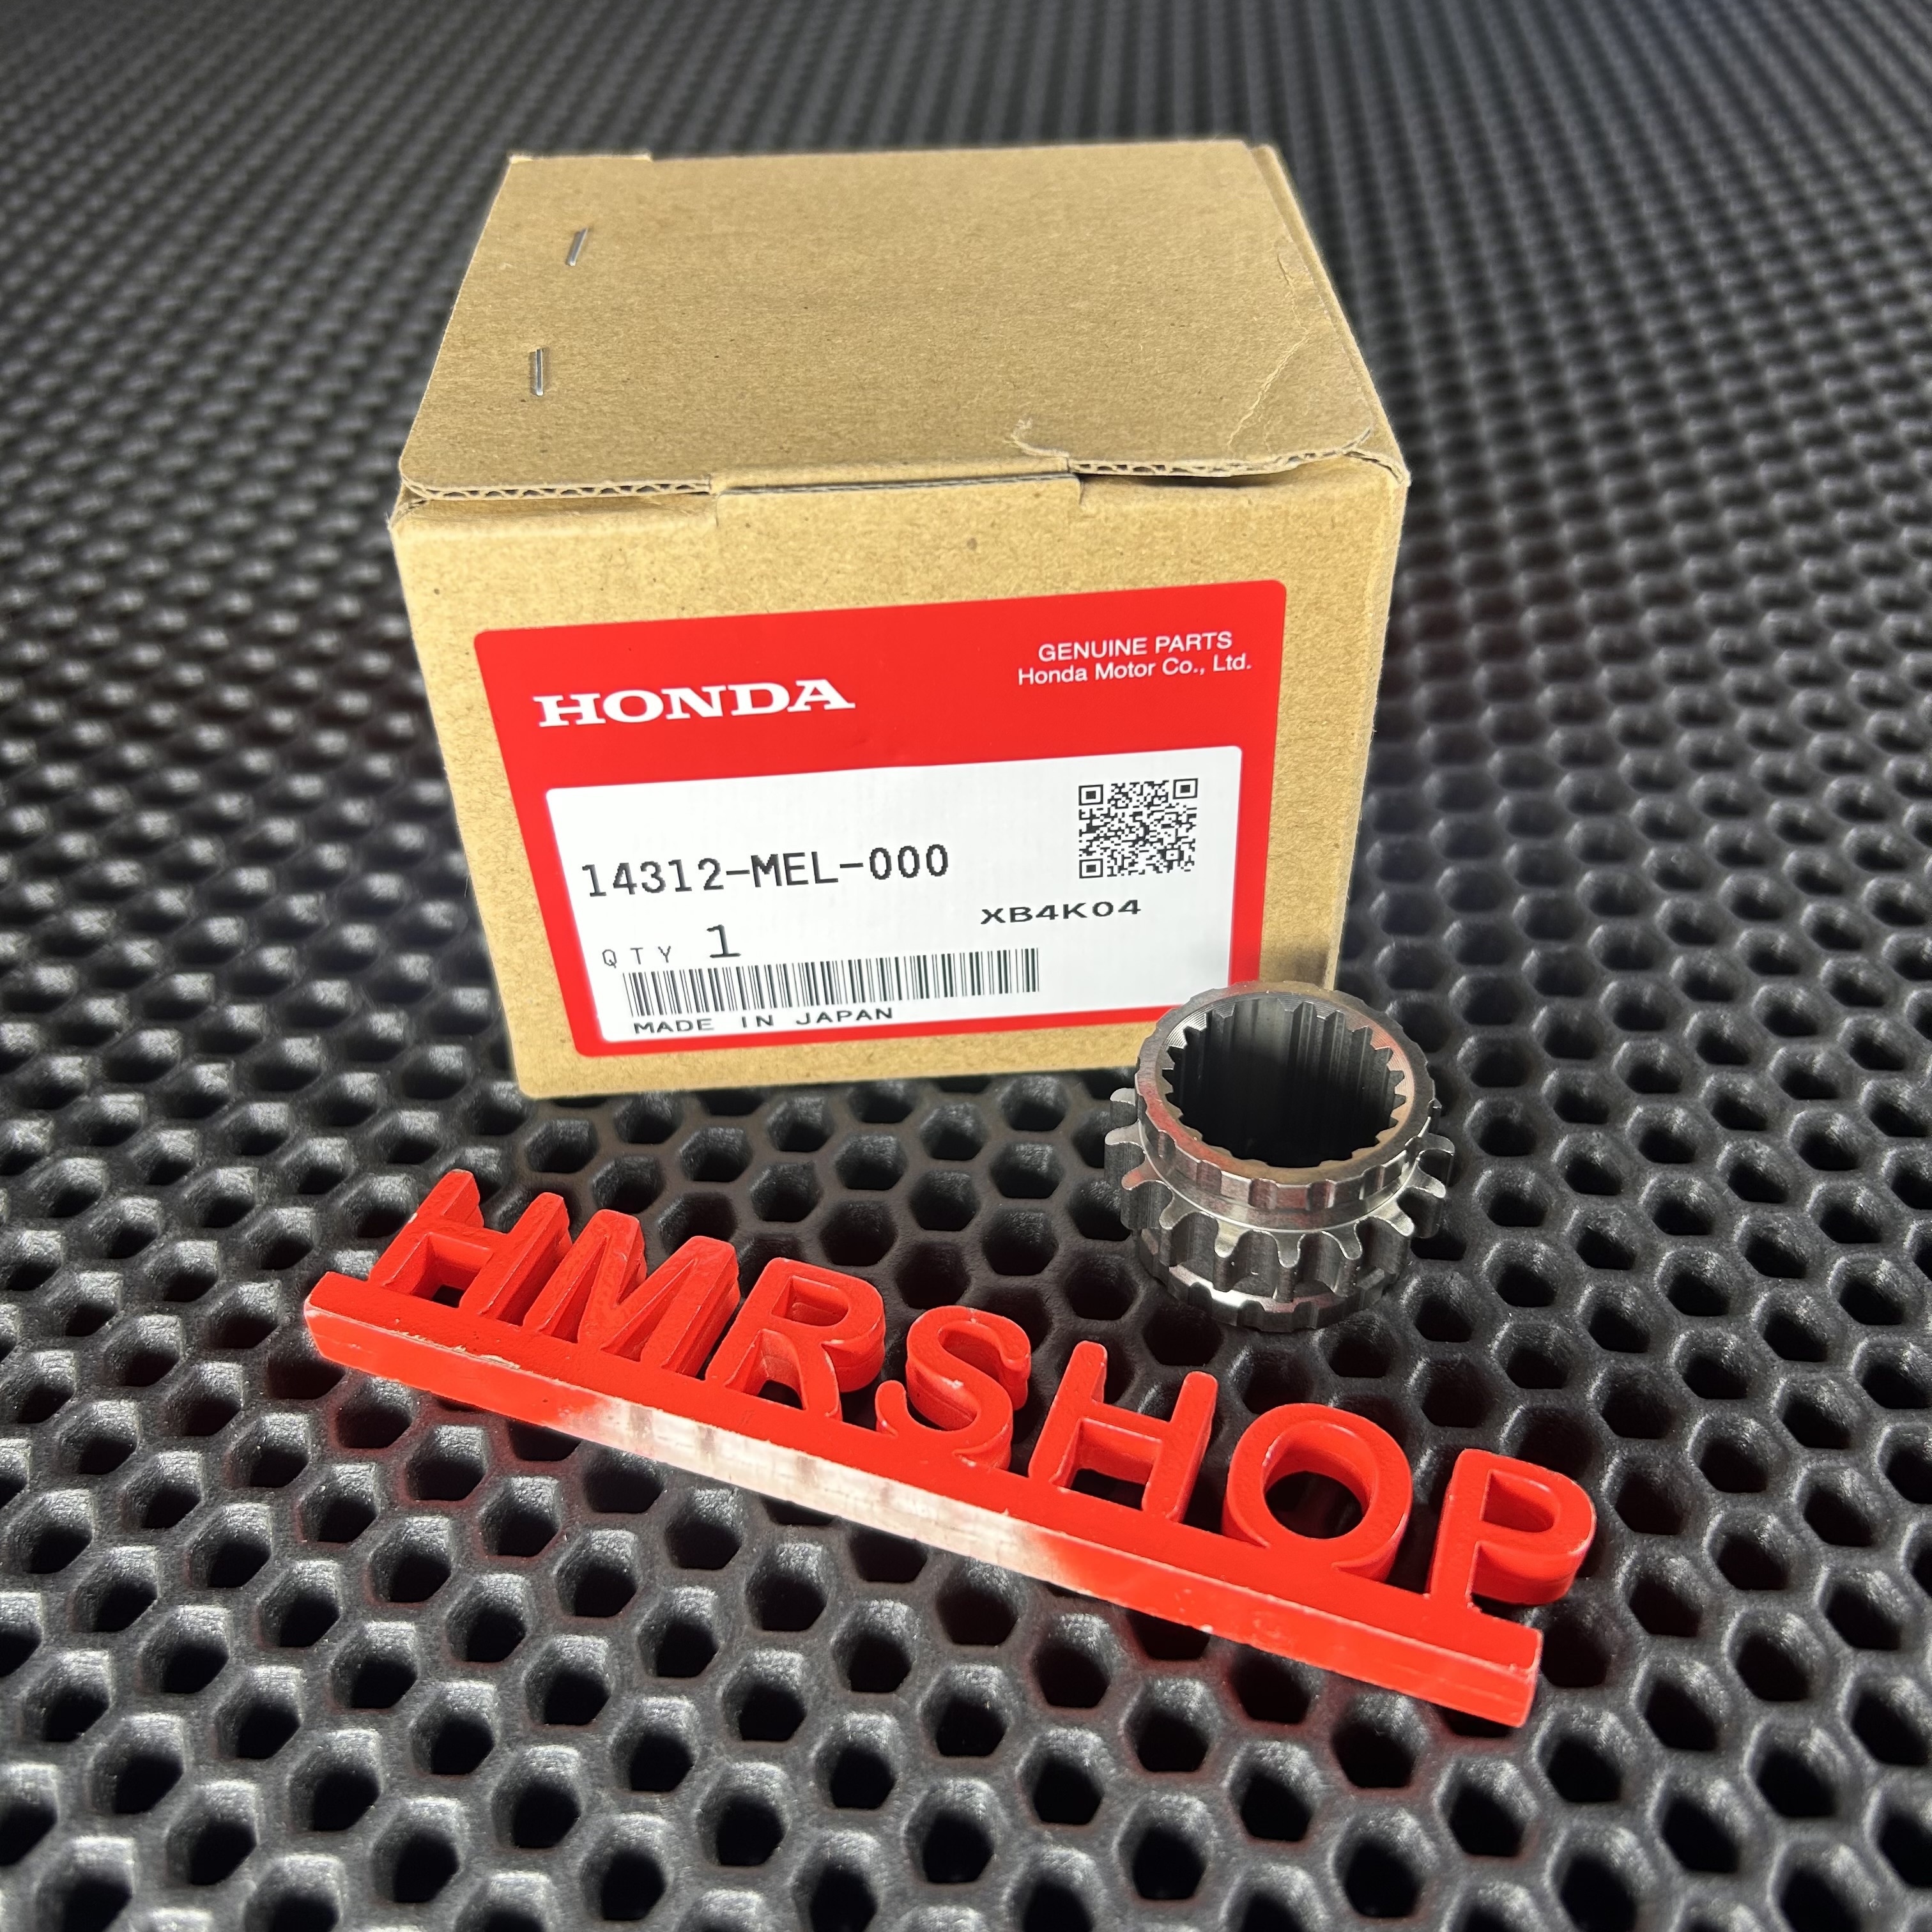 HONDA
GENUINE PARTS
Honda Motor Co., Ltd.
14312-MEL-000
XB4K04
QTY 1
MADE IN JAPAN
HMRSHOP